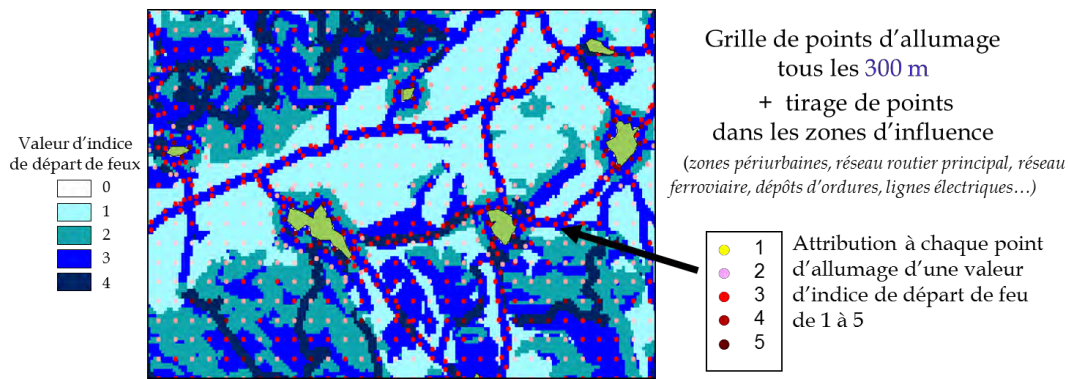 Valeur d'indice
de départ de feux
0
1
2
3
4
Grille de points d'allumage
tous les 300 m
+ tirage de points
dans les zones d'influence
(zones périurbaines, réseau routier principal, réseau
ferroviaire, dépôts d'ordures, lignes électriques…)
1
2
3
4
5
Attribution à chaque point
d'allumage d'une valeur
d'indice de départ de feu
de 1 à 5